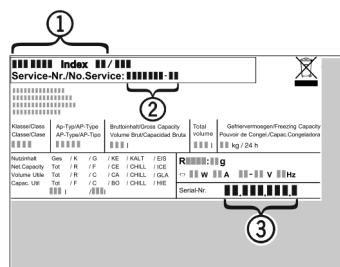 1
Index /
Service-Nr./No.Service: -
2
Klasse/Class Ap-Typ/AP-Type Bruttoinhalt/Gross Capacity Total Gefriervermoegen/Freezing Capacity
Classe/Clase AP-Type/AP-Tipo Volume Brut/Capacidad Bruta volume Pouvoir de Congel./Capac.Congeladora
l l kg / 24 h
Nutzinhalt Ges / K / G / KE / KALT / EIS
Net.Capacity Tot / R / F / CE / CHILL / ICE
Volume Utile Tot / R / C / CA / CHILL / GLA
Capac. Util Tot / F / C / BO / CHILL / HIE
l / l
R : g
W A - V Hz
Serial-Nr. . . .
3